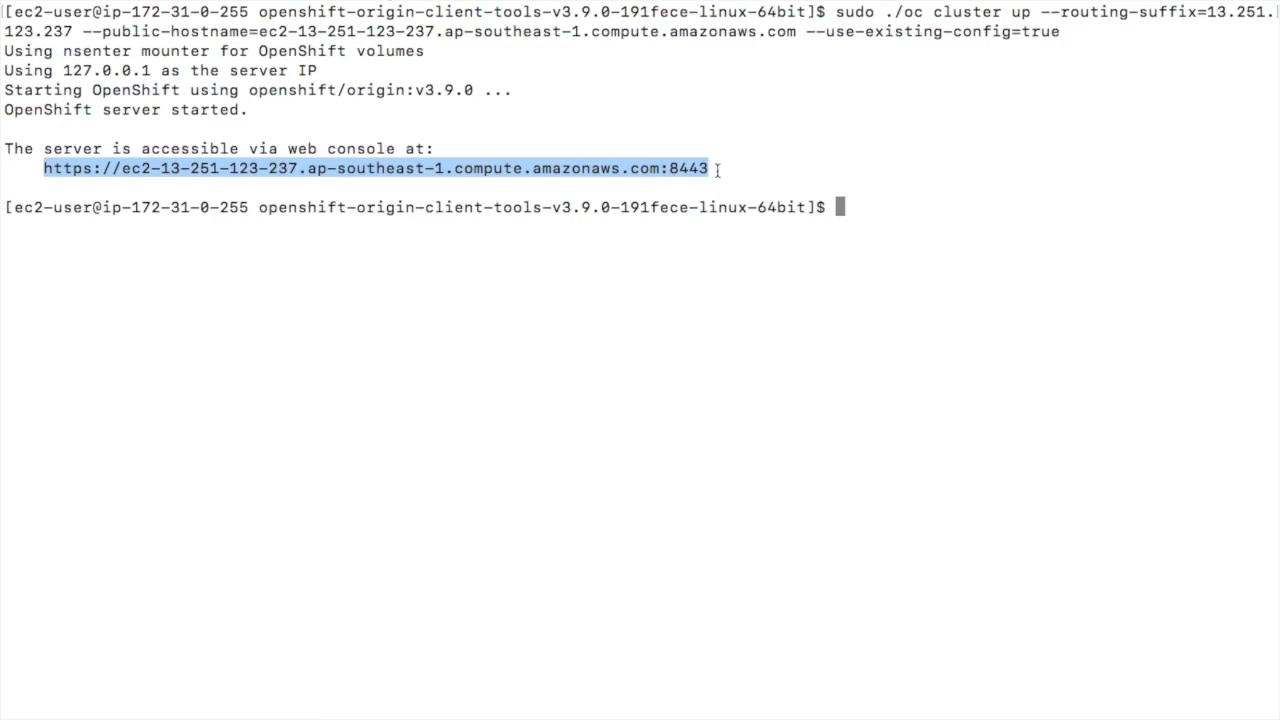 [ec2-user@ip-172-31-0-255 openshift-origin-client-tools-v3.9.0-191fece-linux-64bit]$ sudo ./oc cluster up --routing-suffix=13.251.]
123.237 --public-hostname=ec2-13-251-123-237.ap-southeast-1.compute.amazonaws.com --use-existing-config=true
Using nsenter mounter for OpenShift volumes
Using 127.0.0.1 as the server IP
Starting OpenShift using openshift/origin:v3.9.0 ...
OpenShift server started.
The server is accessible via web console at:
https://ec2-13-251-123-237.ap-southeast-1.compute.amazonaws.com:8443
[ec2-user@ip-172-31-0-255 openshift-origin-client-tools-v3.9.0-191fece-linux-64bit]$